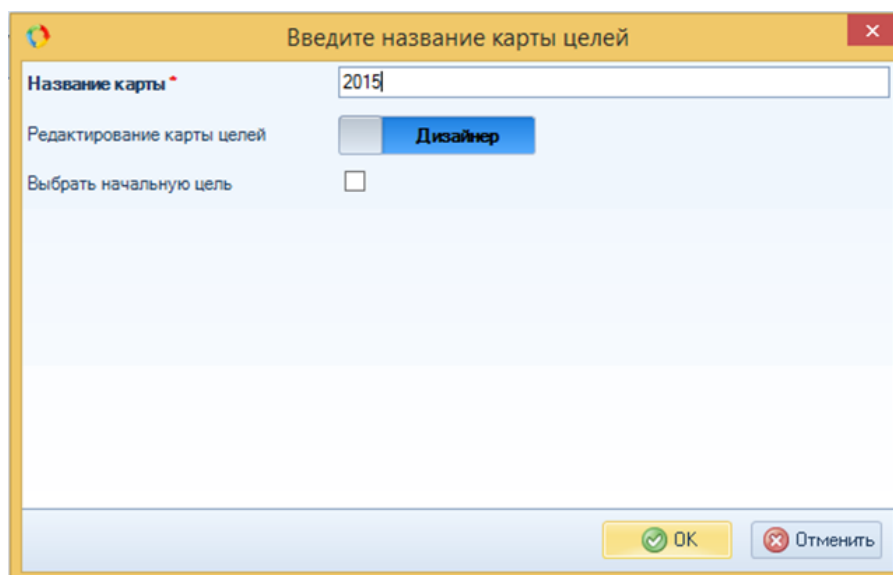 Введите название карты целей
Название карты * 2015
Редактирование карты целей Дизайнер
Выбрать начальную цель
OK Отменить